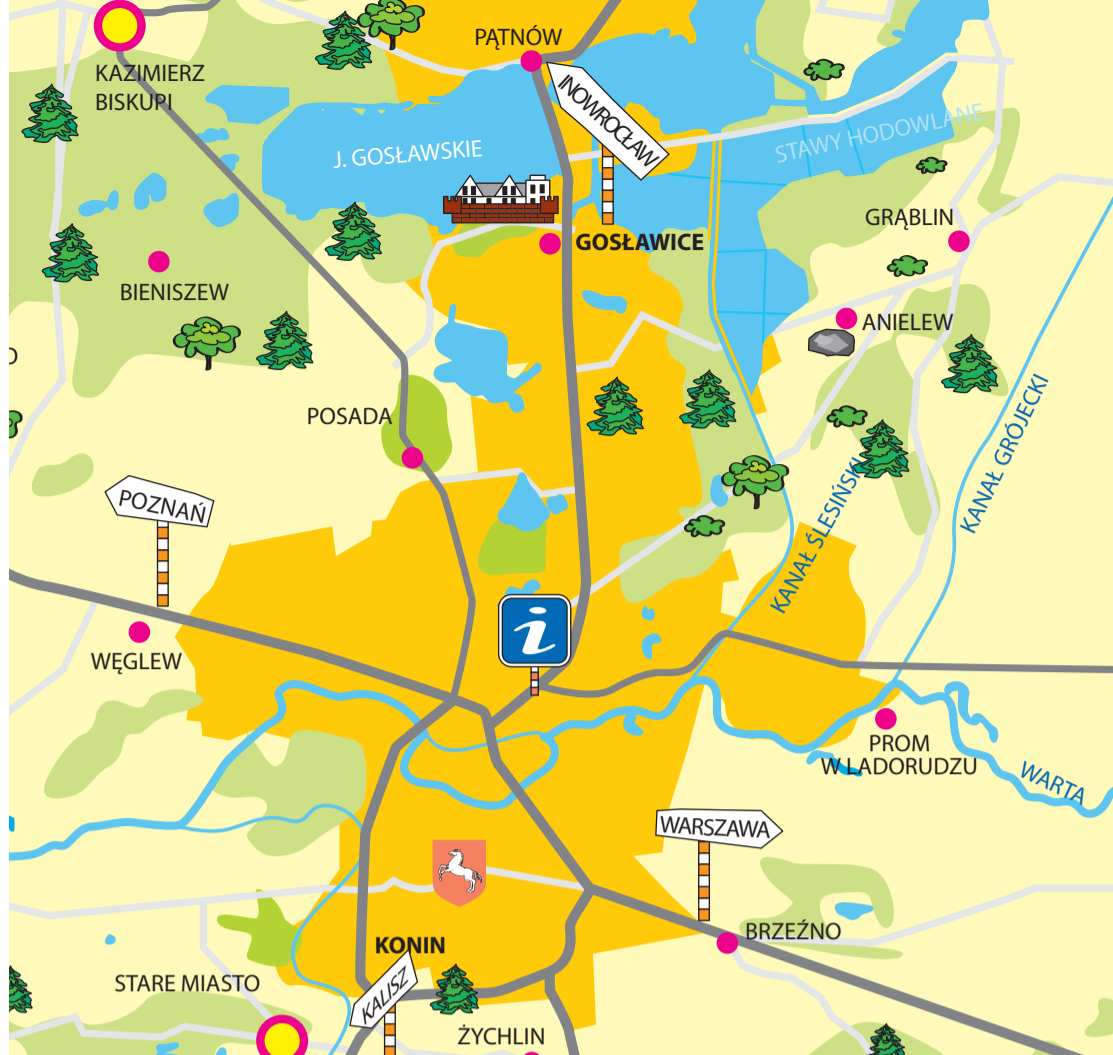 PĄTNÓW
KAZIMIERZ
BISKUPI
INOWROCŁAW
J. GOSŁAWSKIE
STAWY HODOWLANE
GRĄBLIN
GOSŁAWICE
BIENISZEW
ANIELEW
POSADA
KANAŁ GRÓJECKI
KANAŁ ŚLESIŃSKI
POZNAŃ
i
WĘGLEW
PROM
W LADORUDZU
WARTA
WARSZAWA
BRZEŹNO
KONIN
STARE MIASTO
KALISZ
ŻYCHLIN